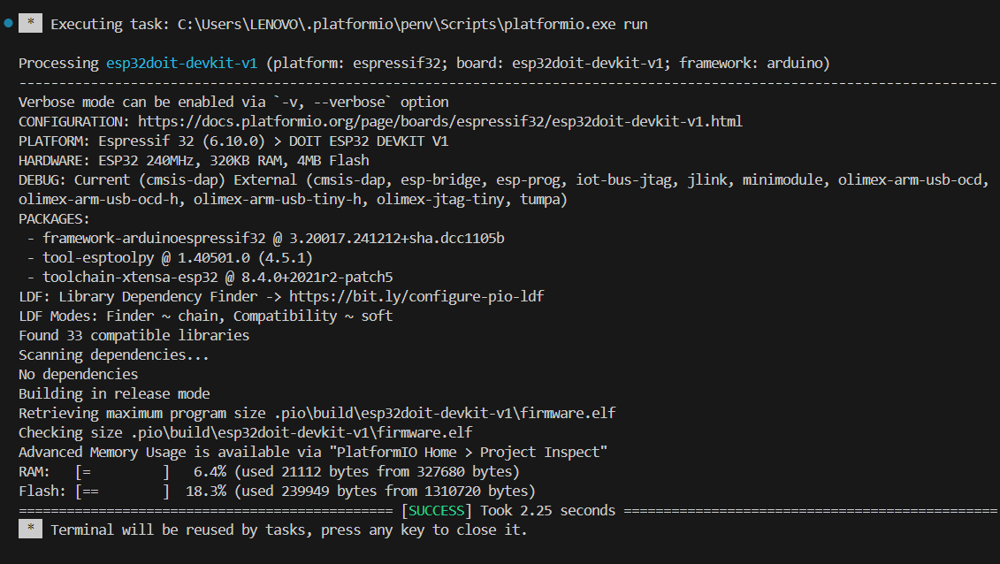 * Executing task: C:\Users\LENOVO\.platformio\penv\Scripts\platformio.exe run
Processing esp32doit-devkit-v1 (platform: espressif32; board: esp32doit-devkit-v1; framework: arduino)
---------------------------------------------------------------------------------------------------------------------------
Verbose mode can be enabled via `-v, --verbose` option
CONFIGURATION: https://docs.platformio.org/page/boards/espressif32/esp32doit-devkit-v1.html
PLATFORM: Espressif 32 (6.10.0) > DOIT ESP32 DEVKIT V1
HARDWARE: ESP32 240MHz, 320KB RAM, 4MB Flash
DEBUG: Current (cmsis-dap) External (cmsis-dap, esp-bridge, esp-prog, iot-bus-jtag, jlink, minimodule, olimex-arm-usb-ocd,
olimex-arm-usb-ocd-h, olimex-arm-usb-tiny-h, olimex-jtag-tiny, tumpa)
PACKAGES:
 - framework-arduinoespressif32 @ 3.20017.241212+sha.dcc1105b
 - tool-esptoolpy @ 1.40501.0 (4.5.1)
 - toolchain-xtensa-esp32 @ 8.4.0+2021r2-patch5
LDF: Library Dependency Finder -> https://bit.ly/configure-pio-ldf
LDF Modes: Finder ~ chain, Compatibility ~ soft
Found 33 compatible libraries
Scanning dependencies...
No dependencies
Building in release mode
Retrieving maximum program size .pio\build\esp32doit-devkit-v1\firmware.elf
Checking size .pio\build\esp32doit-devkit-v1\firmware.elf
Advanced Memory Usage is available via "PlatformIO Home > Project Inspect"
RAM:   [=         ]   6.4% (used 21112 bytes from 327680 bytes)
Flash: [==        ]  18.3% (used 239949 bytes from 1310720 bytes)
=============================================== [SUCCESS] Took 2.25 seconds ===============================================
* Terminal will be reused by tasks, press any key to close it.